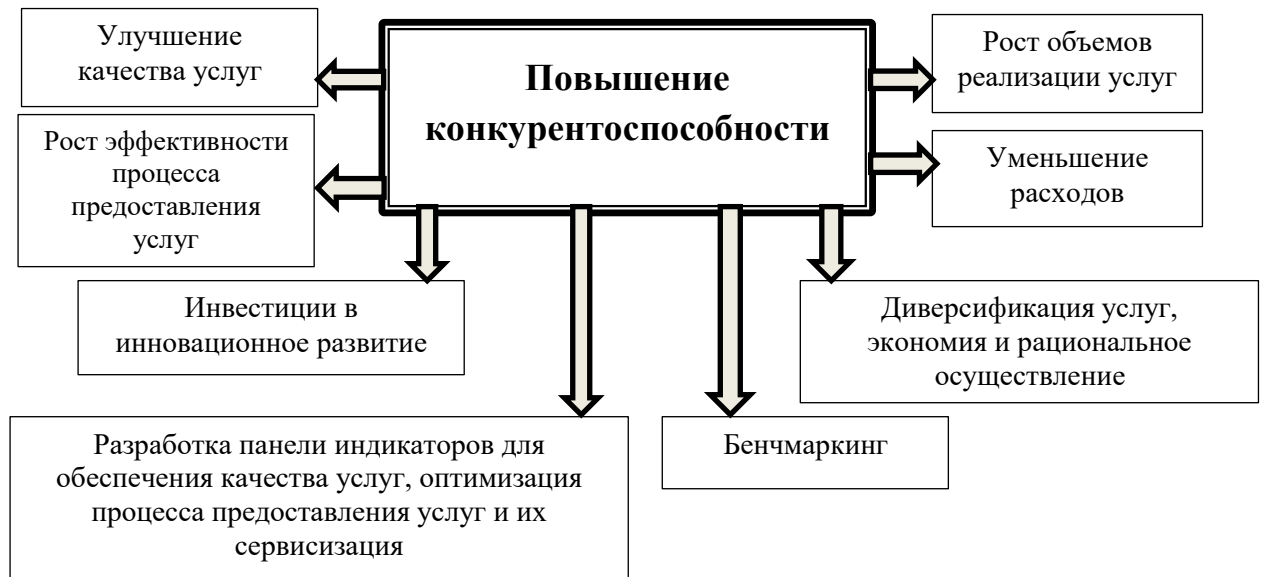 Улучшение
качества услуг
Повышение
конкурентоспособности
Рост объемов
реализации услуг
Рост эффективности
процесса
предоставления
услуг
Уменьшение
расходов
Инвестиции в
инновационное развитие
Диверсификация услуг,
экономия и рациональное
осуществление
Разработка панели индикаторов для
обеспечения качества услуг, оптимизация
процесса предоставления услуг и их
сервисизация
Бенчмаркинг